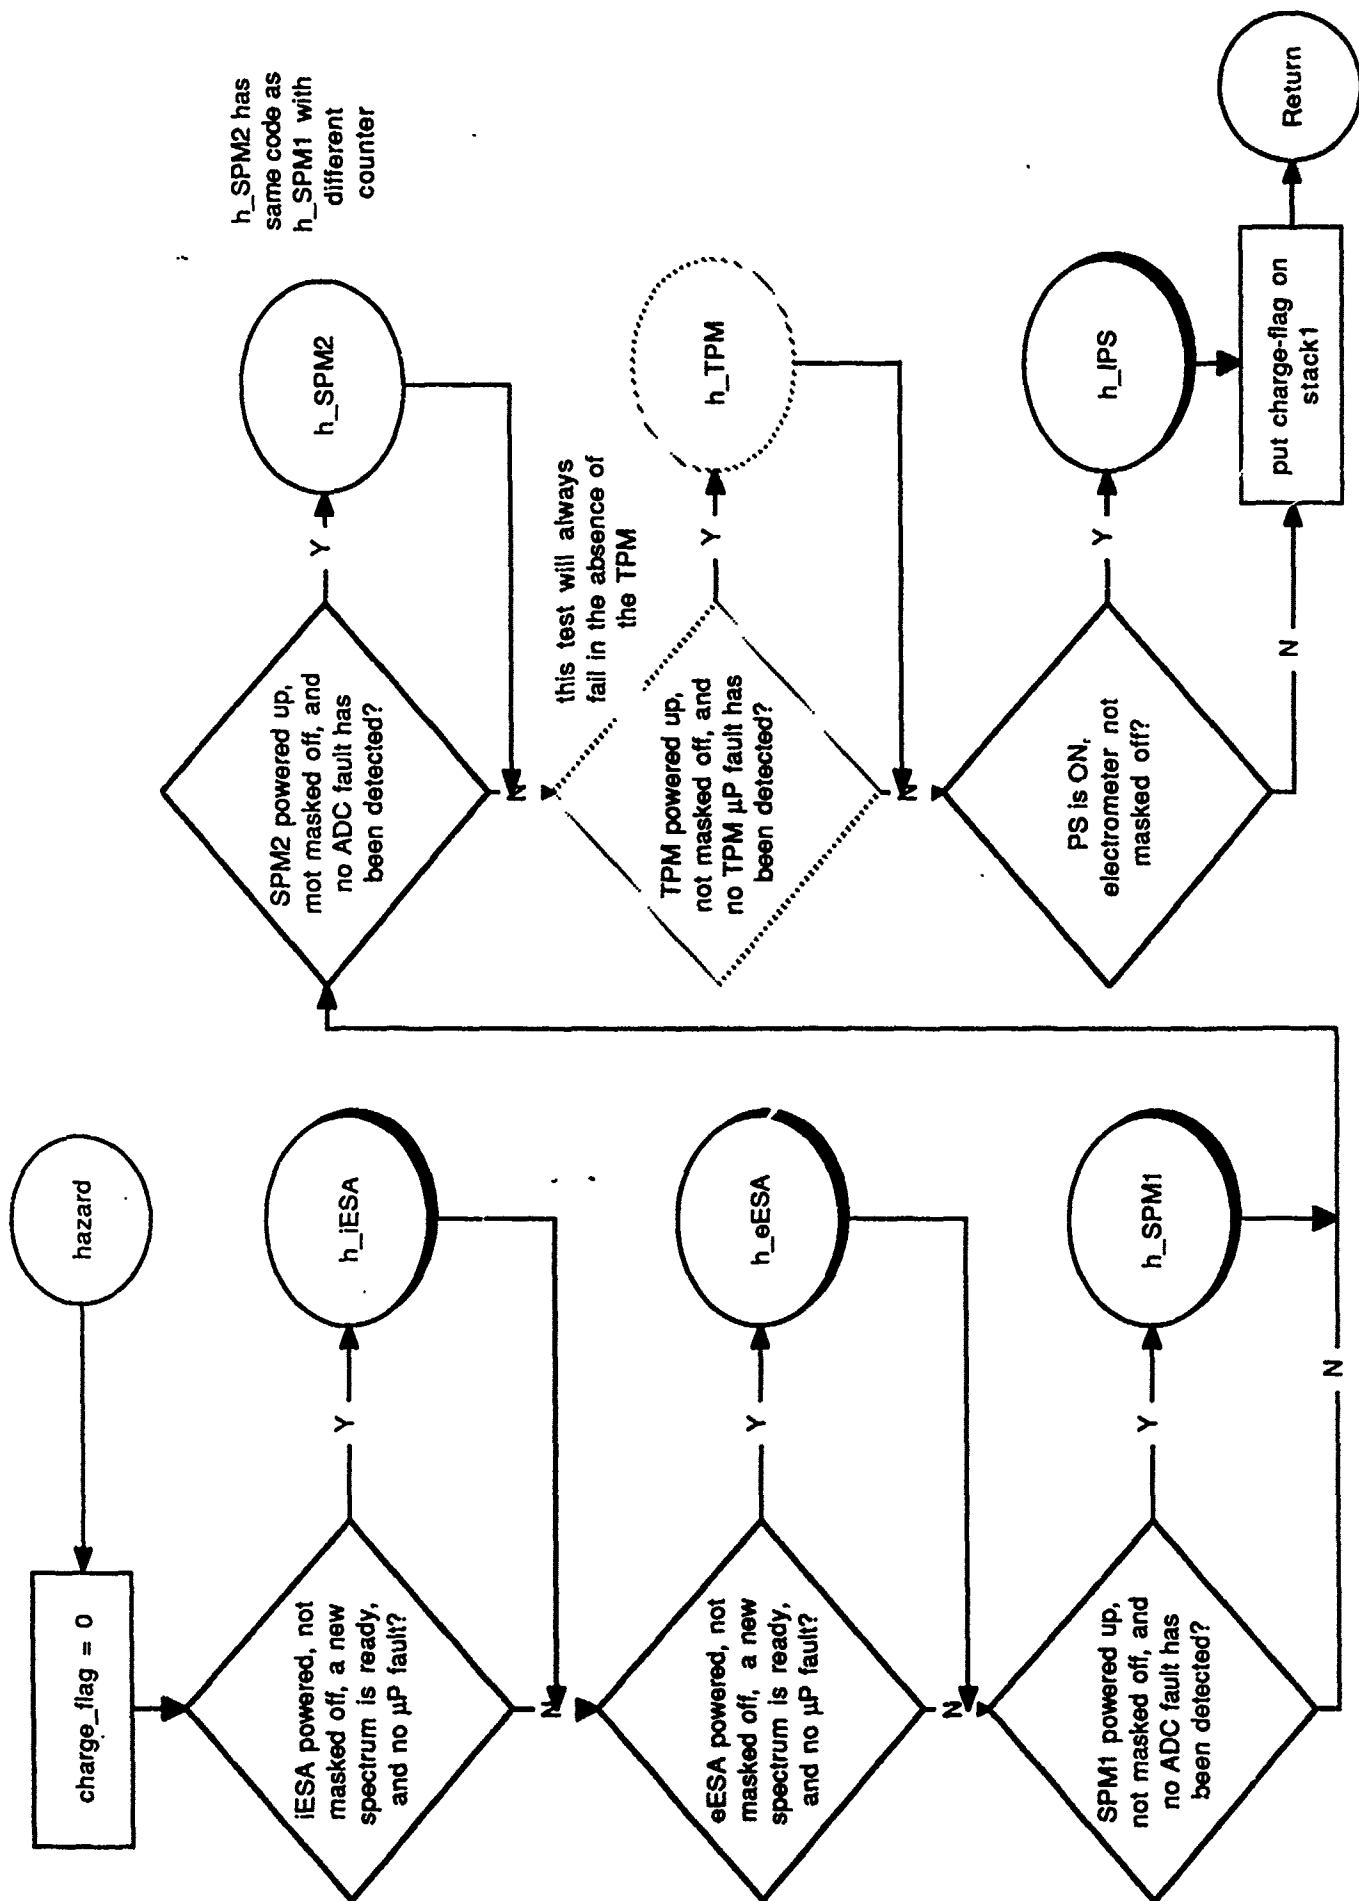 hazard
charge_flag = 0
iESA powered, not
masked off, a new
spectrum is ready,
and no µP fault?
Y
h_iESA
N
eESA powered, not
masked off, a new
spectrum is ready,
and no µP fault?
Y
h_eESA
N
SPM1 powered up,
not masked off, and
no ADC fault has
been detected?
Y
h_SPM1
N
SPM2 powered up,
mot masked off, and
no ADC fault has
been detected?
Y
h_SPM2
h_SPM2 has
same code as
h_SPM1 with
different
counter
N
this test will always
fail in the absence of
the TPM
TPM powered up,
not masked off, and
no TPM µP fault has
been detected?
Y
h_TPM
N
PS is ON,
electrometer not
masked off?
Y
h_IPS
N
put charge-flag on
stack1
Return